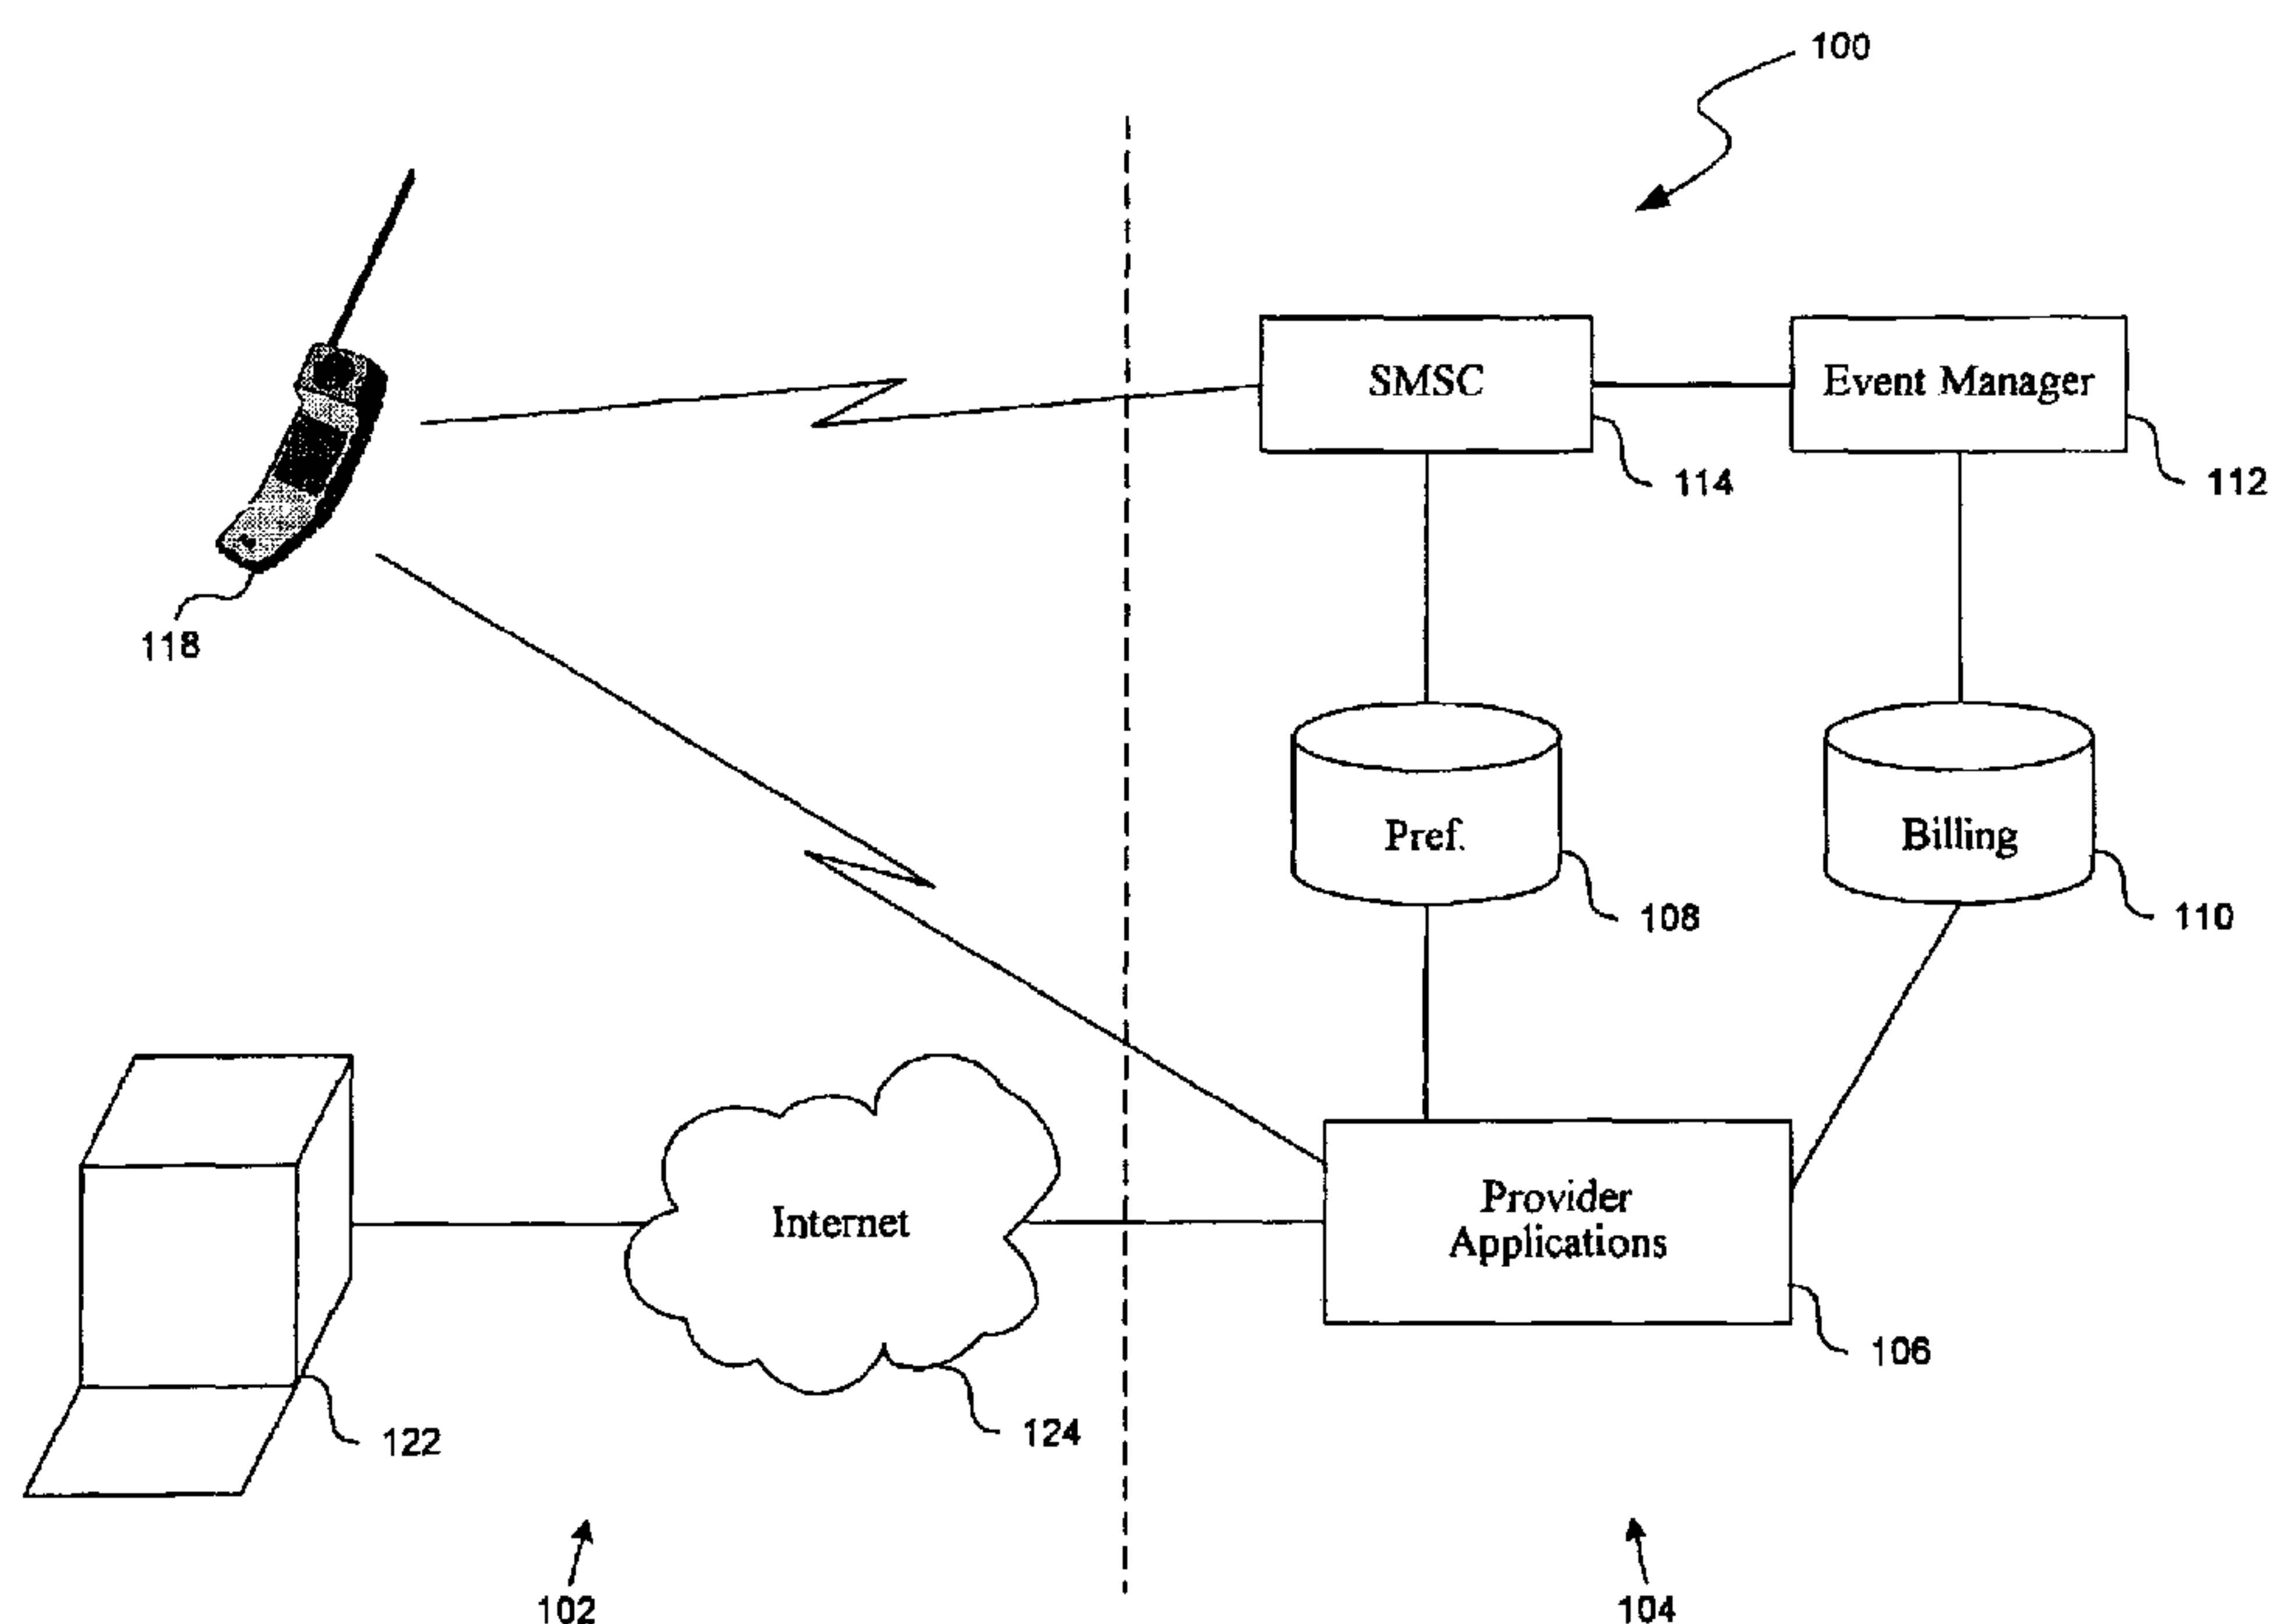 100
SMSC
Event Manager
114
112
118
Pref.
Billing
108
110
Internet
Provider
Applications
106
122
124
102
104